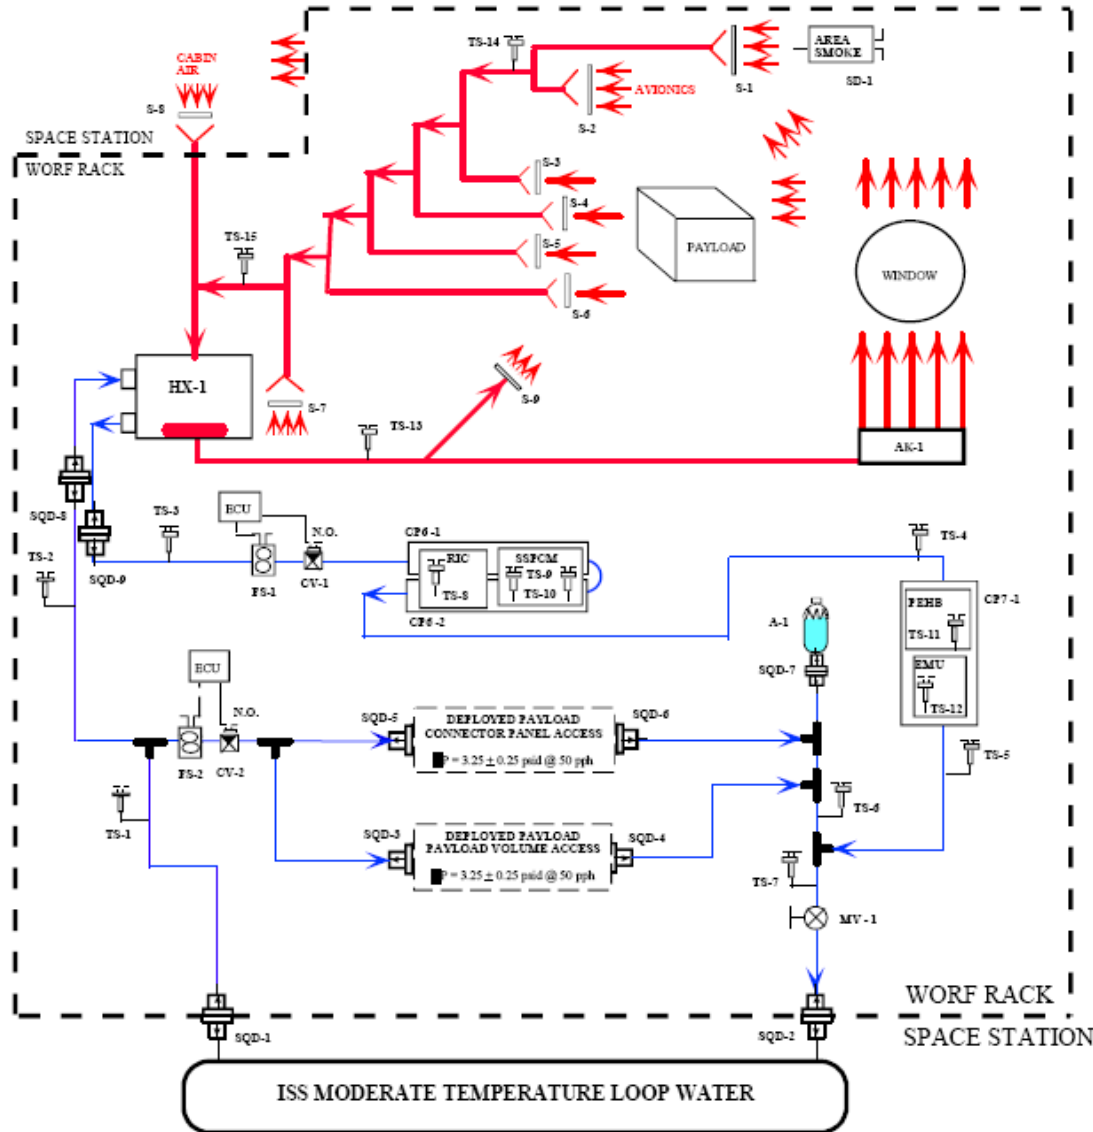 TS-14
AREA
SMOKE
SD-1
CABIN
AIR
S-8
S-1
AVIONICS
S-2
SPACE STATION
WORF RACK
S-3
S-4
S-5
S-6
PAYLOAD
WINDOW
TS-15
HX-1
S-7
S-9
TS-13
AK-1
SQD-8
TS-3
ECU
N.O.
TS-2
SQD-9
FS-1
CV-1
CP6-1
RIC
SSPCM
TS-9
TS-10
TS-8
CP6-2
TS-4
PEHB
CP7-1
TS-11
EMU
TS-12
A-1
SQD-7
ECU
N.O.
FS-2
CV-2
SQD-5
DEPLOYED PAYLOAD
CONNECTOR PANEL ACCESS
P = 3.25 ± 0.25 psid @ 50 pph
SQD-6
TS-5
TS-1
TS-6
SQD-3
DEPLOYED PAYLOAD
PAYLOAD VOLUME ACCESS
P = 3.25 ± 0.25 psid @ 50 pph
SQD-4
TS-7
MV-1
WORF RACK
SPACE STATION
SQD-1
SQD-2
ISS MODERATE TEMPERATURE LOOP WATER